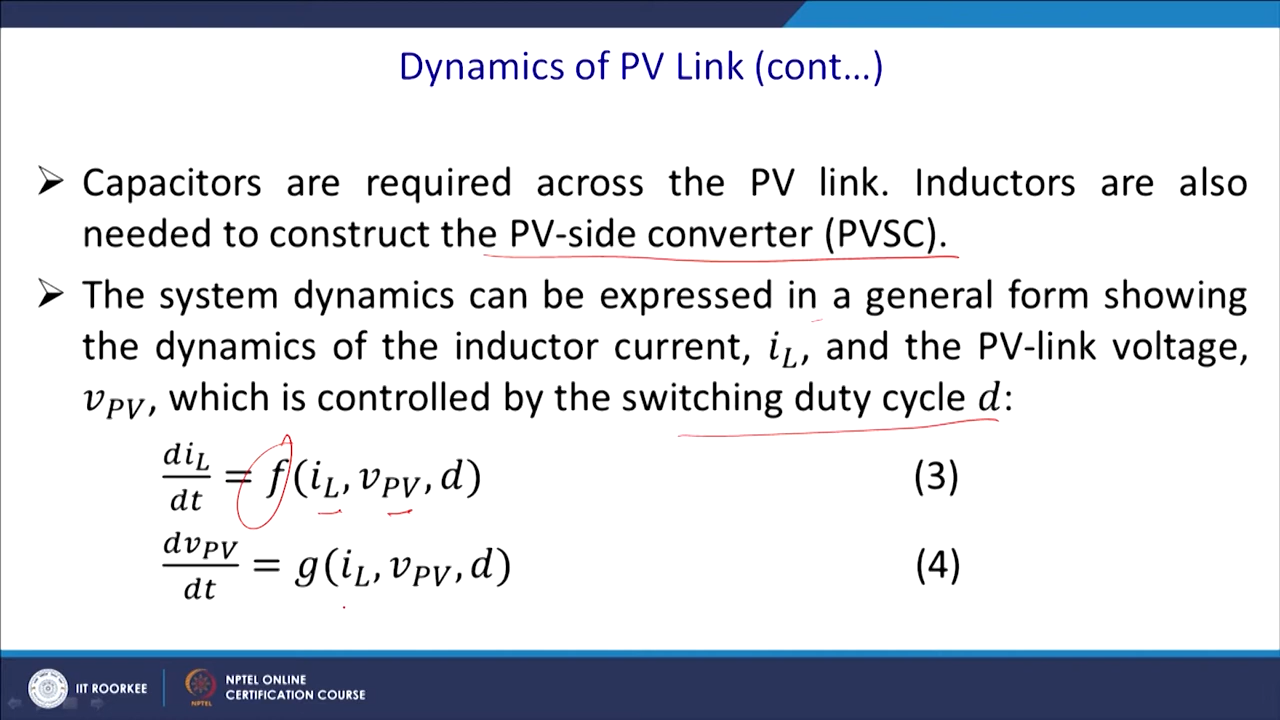 Dynamics of PV Link (cont...)
➢ Capacitors are required across the PV link. Inductors are also
needed to construct the PV-side converter (PVSC).
➢ The system dynamics can be expressed in a general form showing
the dynamics of the inductor current, i_L, and the PV-link voltage,
v_PV, which is controlled by the switching duty cycle d:
di_L/dt = f(i_L, v_PV, d) (3)
dv_PV/dt = g(i_L, v_PV, d) (4)
IIT ROORKEE
NPTEL ONLINE
CERTIFICATION COURSE
NPTEL